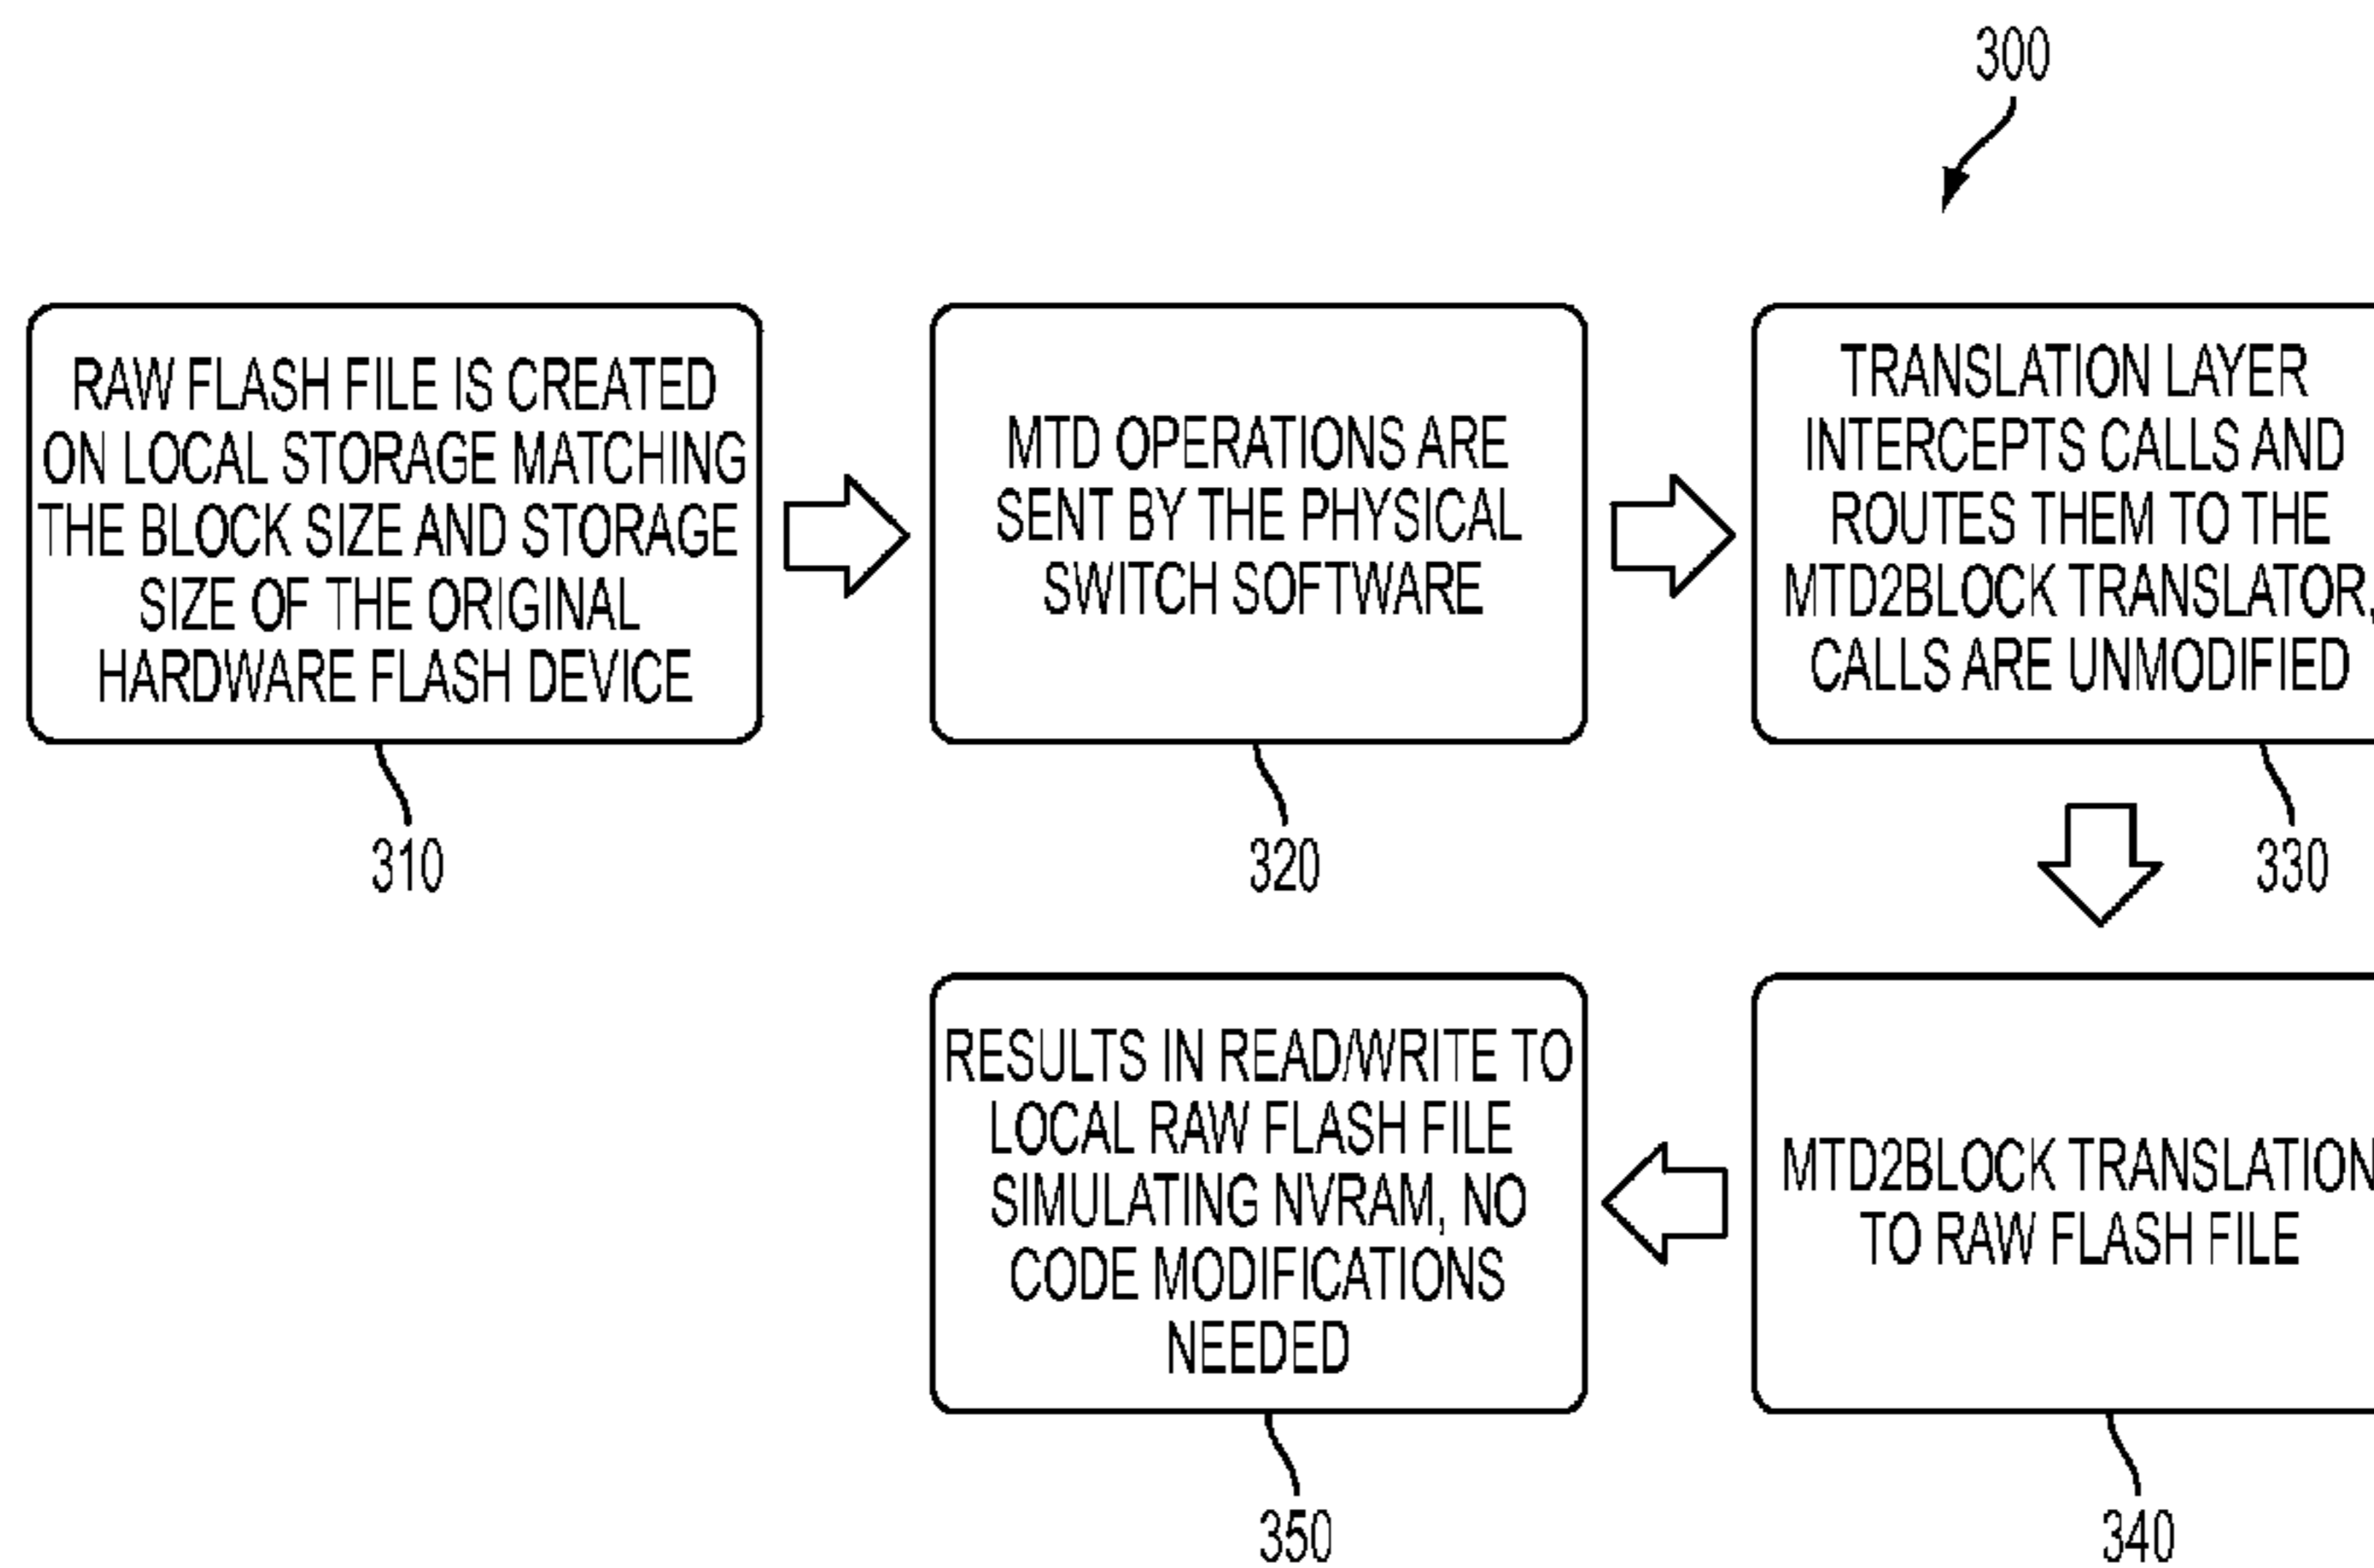 300
RAW FLASH FILE IS CREATED
ON LOCAL STORAGE MATCHING
THE BLOCK SIZE AND STORAGE
SIZE OF THE ORIGINAL
HARDWARE FLASH DEVICE
310
MTD OPERATIONS ARE
SENT BY THE PHYSICAL
SWITCH SOFTWARE
320
TRANSLATION LAYER
INTERCEPTS CALLS AND
ROUTES THEM TO THE
MTD2BLOCK TRANSLATOR,
CALLS ARE UNMODIFIED
330
MTD2BLOCK TRANSLATION
TO RAW FLASH FILE
340
RESULTS IN READ/WRITE TO
LOCAL RAW FLASH FILE
SIMULATING NVRAM, NO
CODE MODIFICATIONS
NEEDED
350